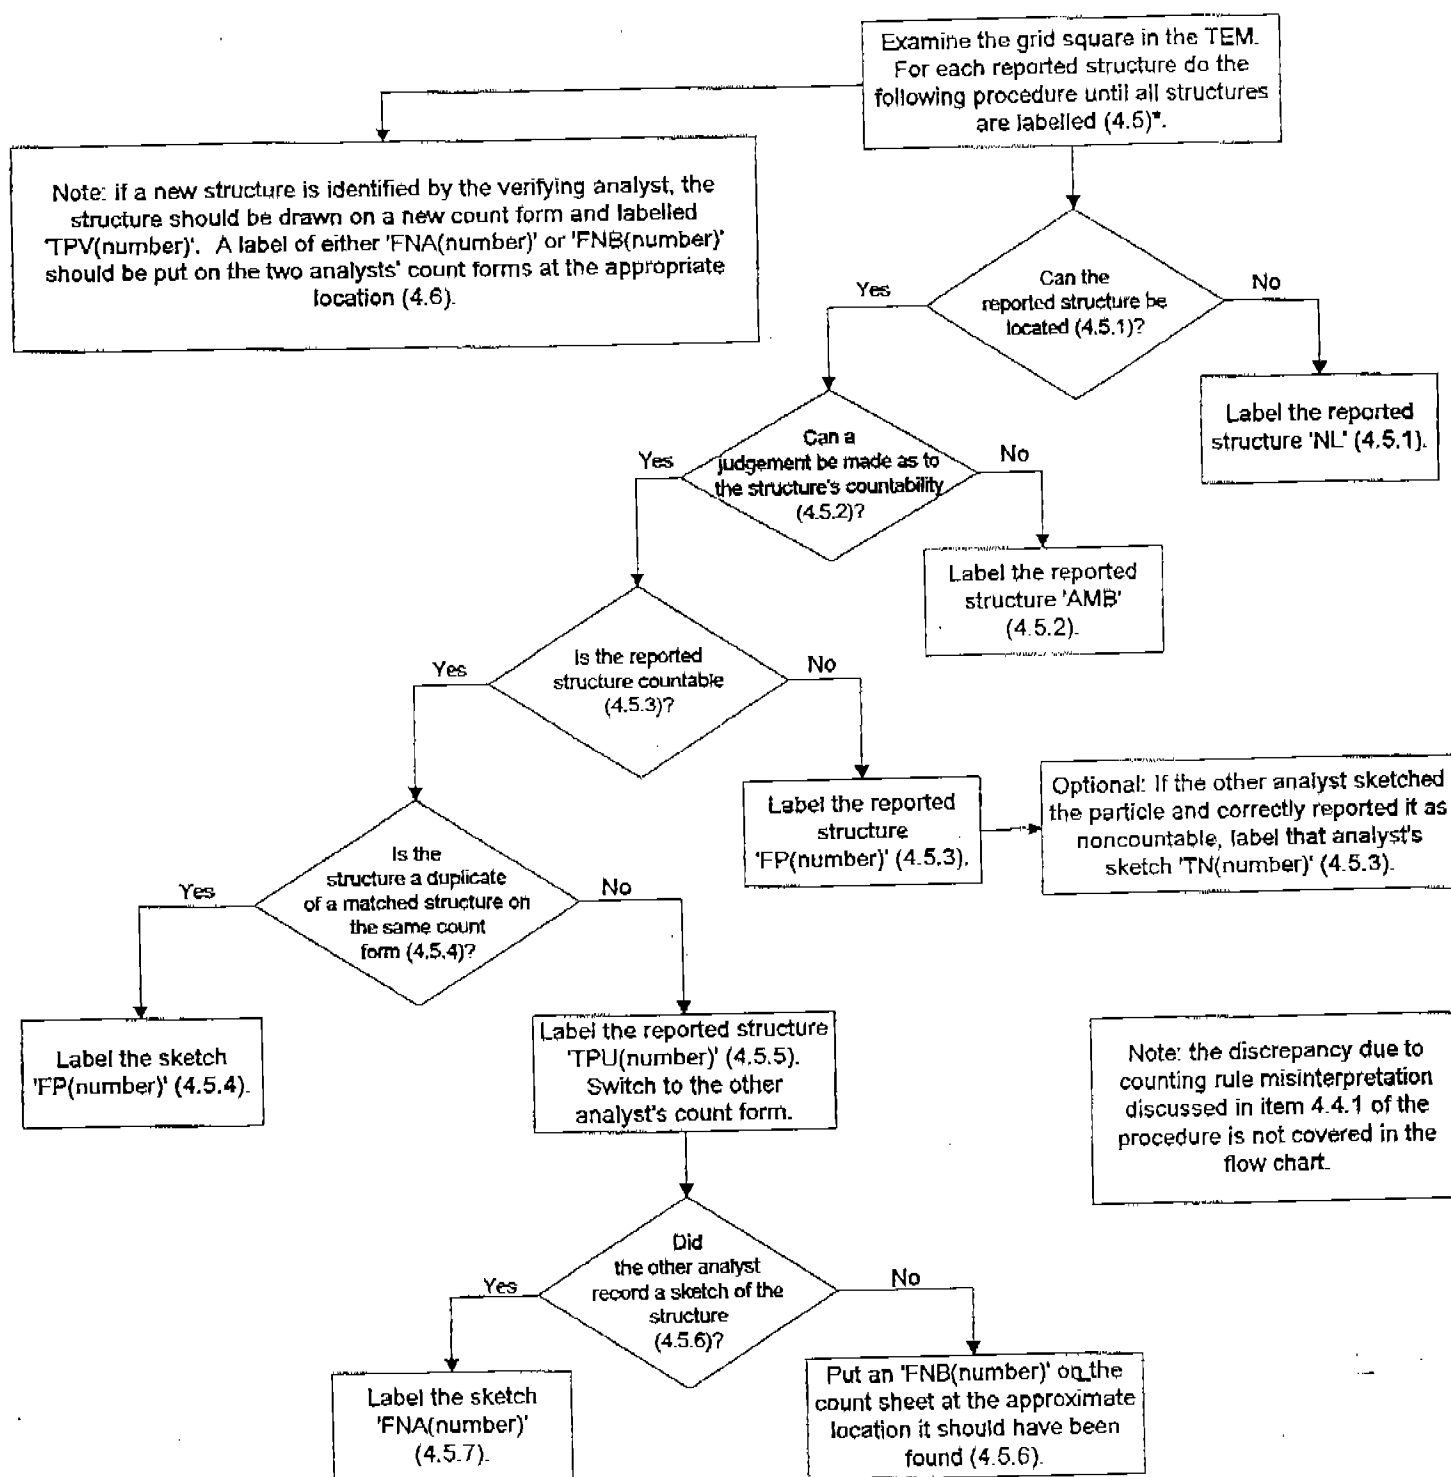 Examine the grid square in the TEM.
For each reported structure do the
following procedure until all structures
are labelled (4.5)*.
Note: if a new structure is identified by the verifying analyst, the
structure should be drawn on a new count form and labelled
'TPV(number)'. A label of either 'FNA(number)' or 'FNB(number)'
should be put on the two analysts' count forms at the appropriate
location (4.6).
Can the
reported structure be
located (4.5.1)?
Yes
No
Label the reported
structure 'NL' (4.5.1).
Can a
judgement be made as to
the structure's countability
(4.5.2)?
Yes
No
Label the reported
structure 'AMB'
(4.5.2).
Is the reported
structure countable
(4.5.3)?
Yes
No
Label the reported
structure
'FP(number)' (4.5.3).
Optional: If the other analyst sketched
the particle and correctly reported it as
noncountable, label that analyst's
sketch 'TN(number)' (4.5.3).
Is the
structure a duplicate
of a matched structure on
the same count
form (4.5.4)?
Yes
No
Label the sketch
'FP(number)' (4.5.4).
Label the reported structure
'TPU(number)' (4.5.5).
Switch to the other
analyst's count form.
Note: the discrepancy due to
counting rule misinterpretation
discussed in item 4.4.1 of the
procedure is not covered in the
flow chart.
Did
the other analyst
record a sketch of the
structure
(4.5.6)?
Yes
No
Label the sketch
'FNA(number)'
(4.5.7).
Put an 'FNB(number)' on the
count sheet at the approximate
location it should have been
found (4.5.6).